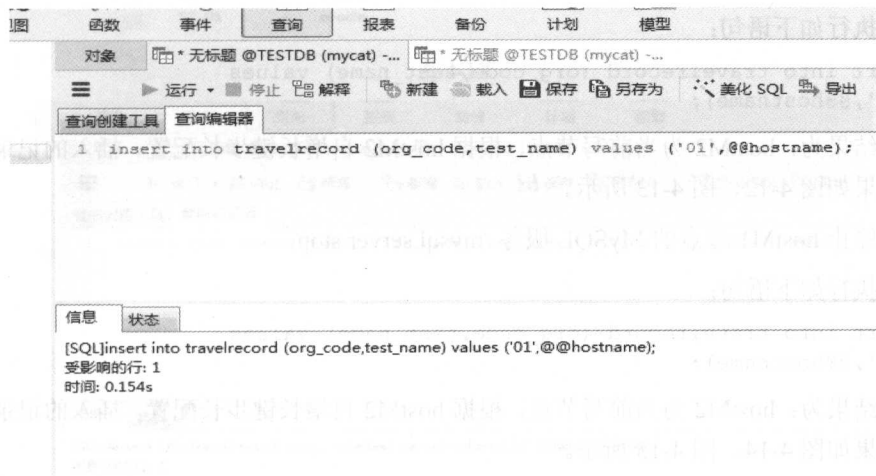 图 函数 事件 查询 报表 备份 计划 模型
对象 * 无标题 @TESTDB (mycat) -... * 无标题 @TESTDB (mycat) -...
运行 停止 解释 新建 载入 保存 另存为 美化 SQL 导出
查询创建工具 查询编辑器
1 insert into travelrecord (org_code,test_name) values ('01',@@hostname);
信息 状态
[SQL]insert into travelrecord (org_code,test_name) values ('01',@@hostname);
受影响的行: 1
时间: 0.154s